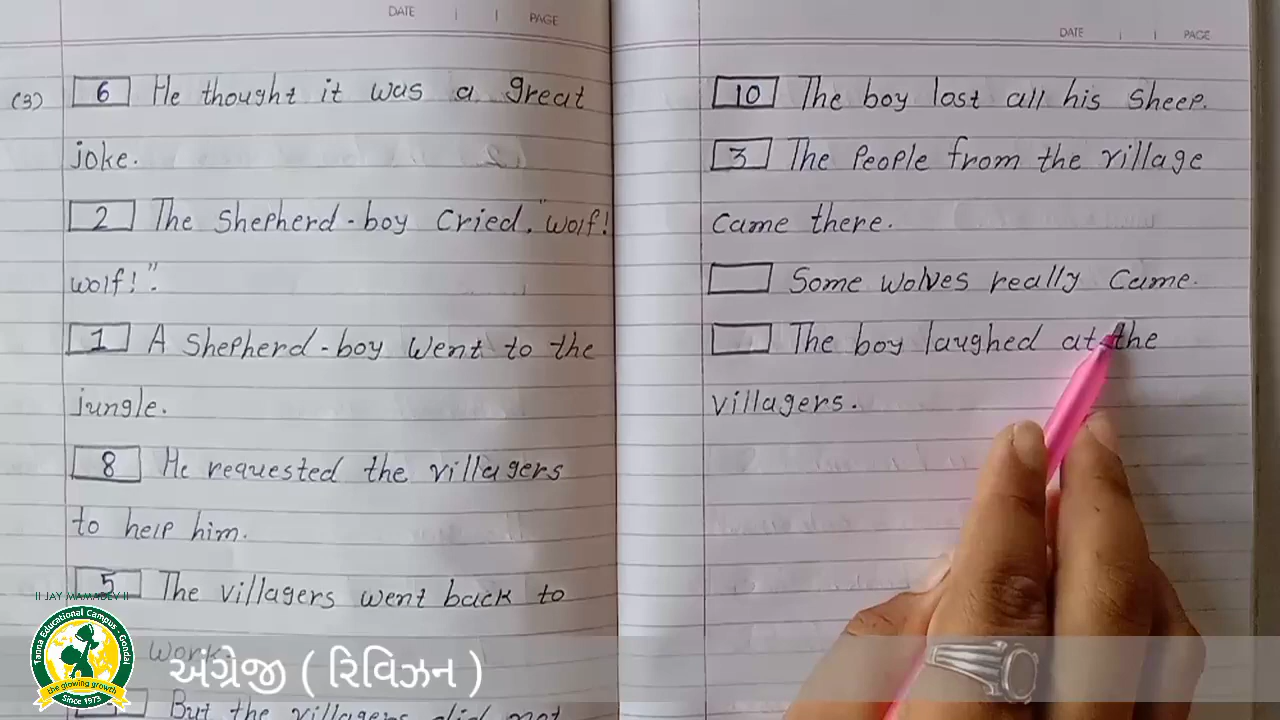 DATE PAGE
(3) 6 He thought it was a great
joke.
2 The Shepherd-boy Cried, "wolf!
wolf!".
1 A Shepherd-boy Went to the
jungle.
8 He requested the villagers
to help him.
5 The villagers went back to
work.
But the villagers did not
DATE PAGE
10 The boy lost all his Sheep.
3 The People from the village
Came there.
Some wolves really Came.
The boy laughed at the
villagers.
|| JAY MAMADEV ||
Tanna Educational Campus - Gondal
the glowing growth
Since 1973
અંગ્રેજી ( રિવિઝન )